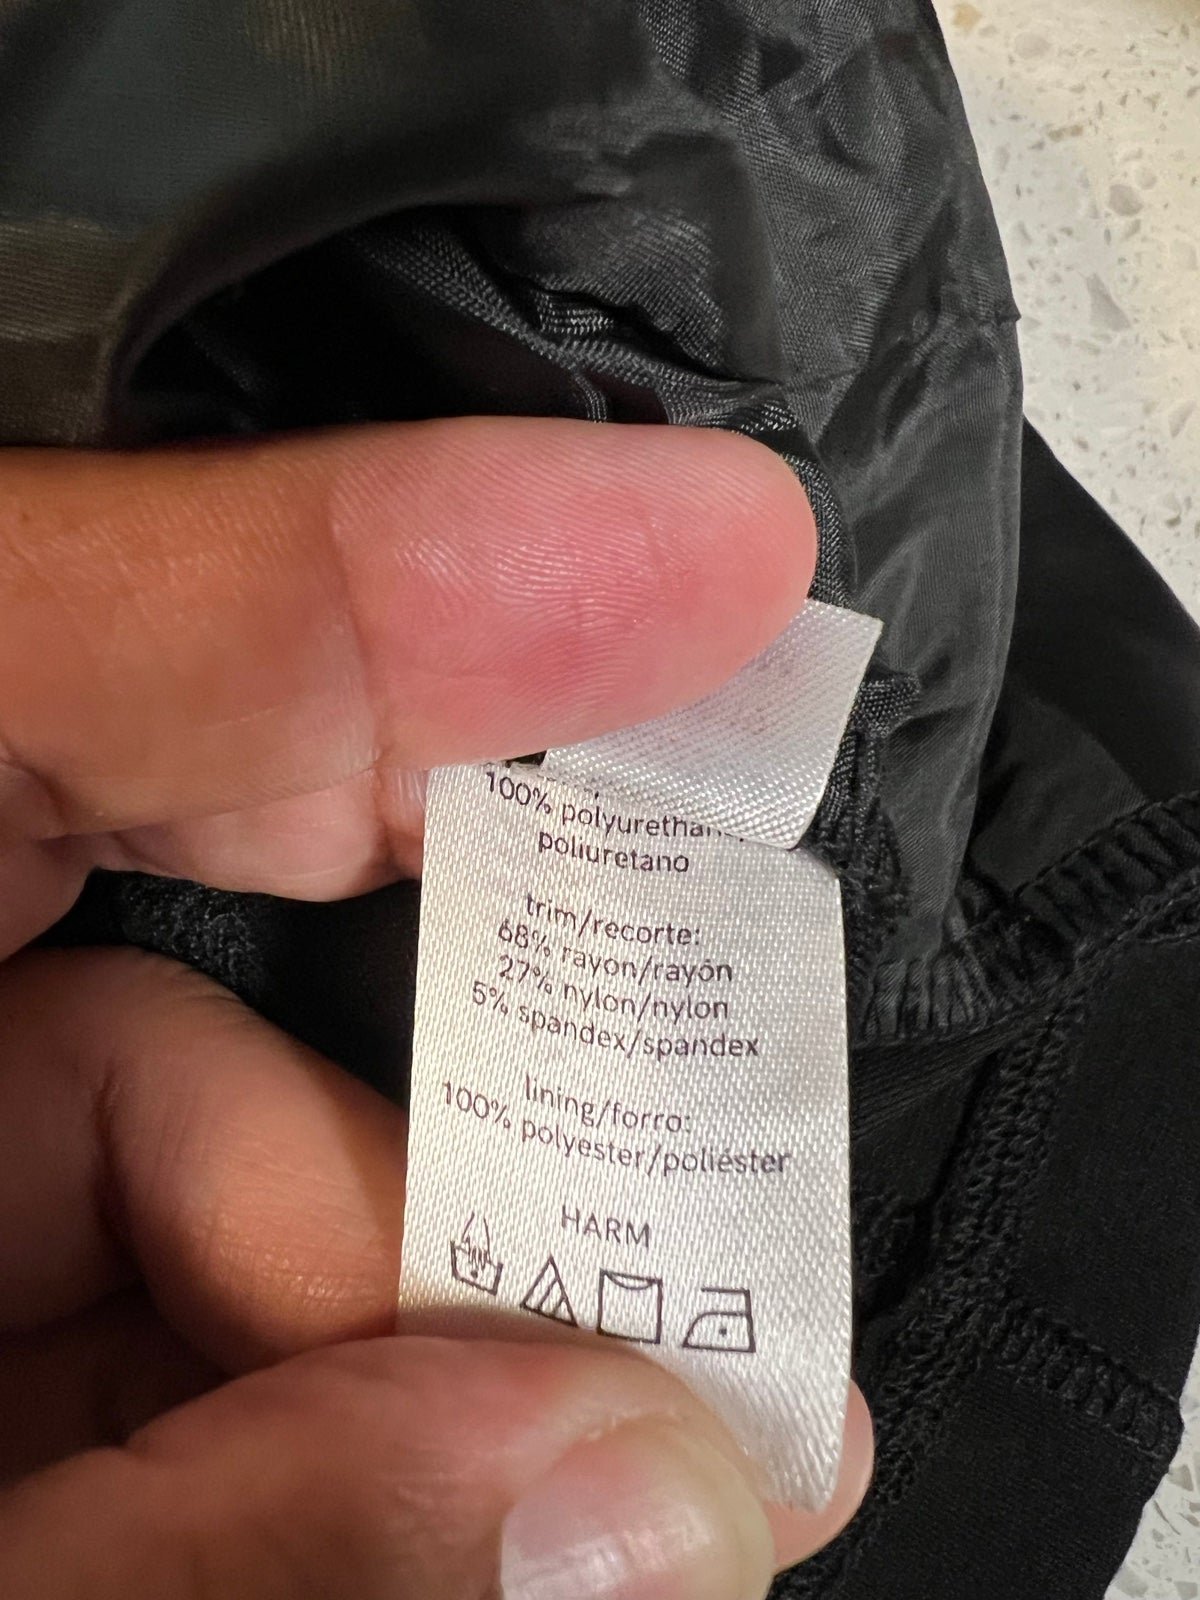 100% polyurethan
poliuretano
trim/recorte:
68% rayon/rayón
27% nylon/nylon
5% spandex/spandex
lining/forro:
100% polyester/poliéster
HARM